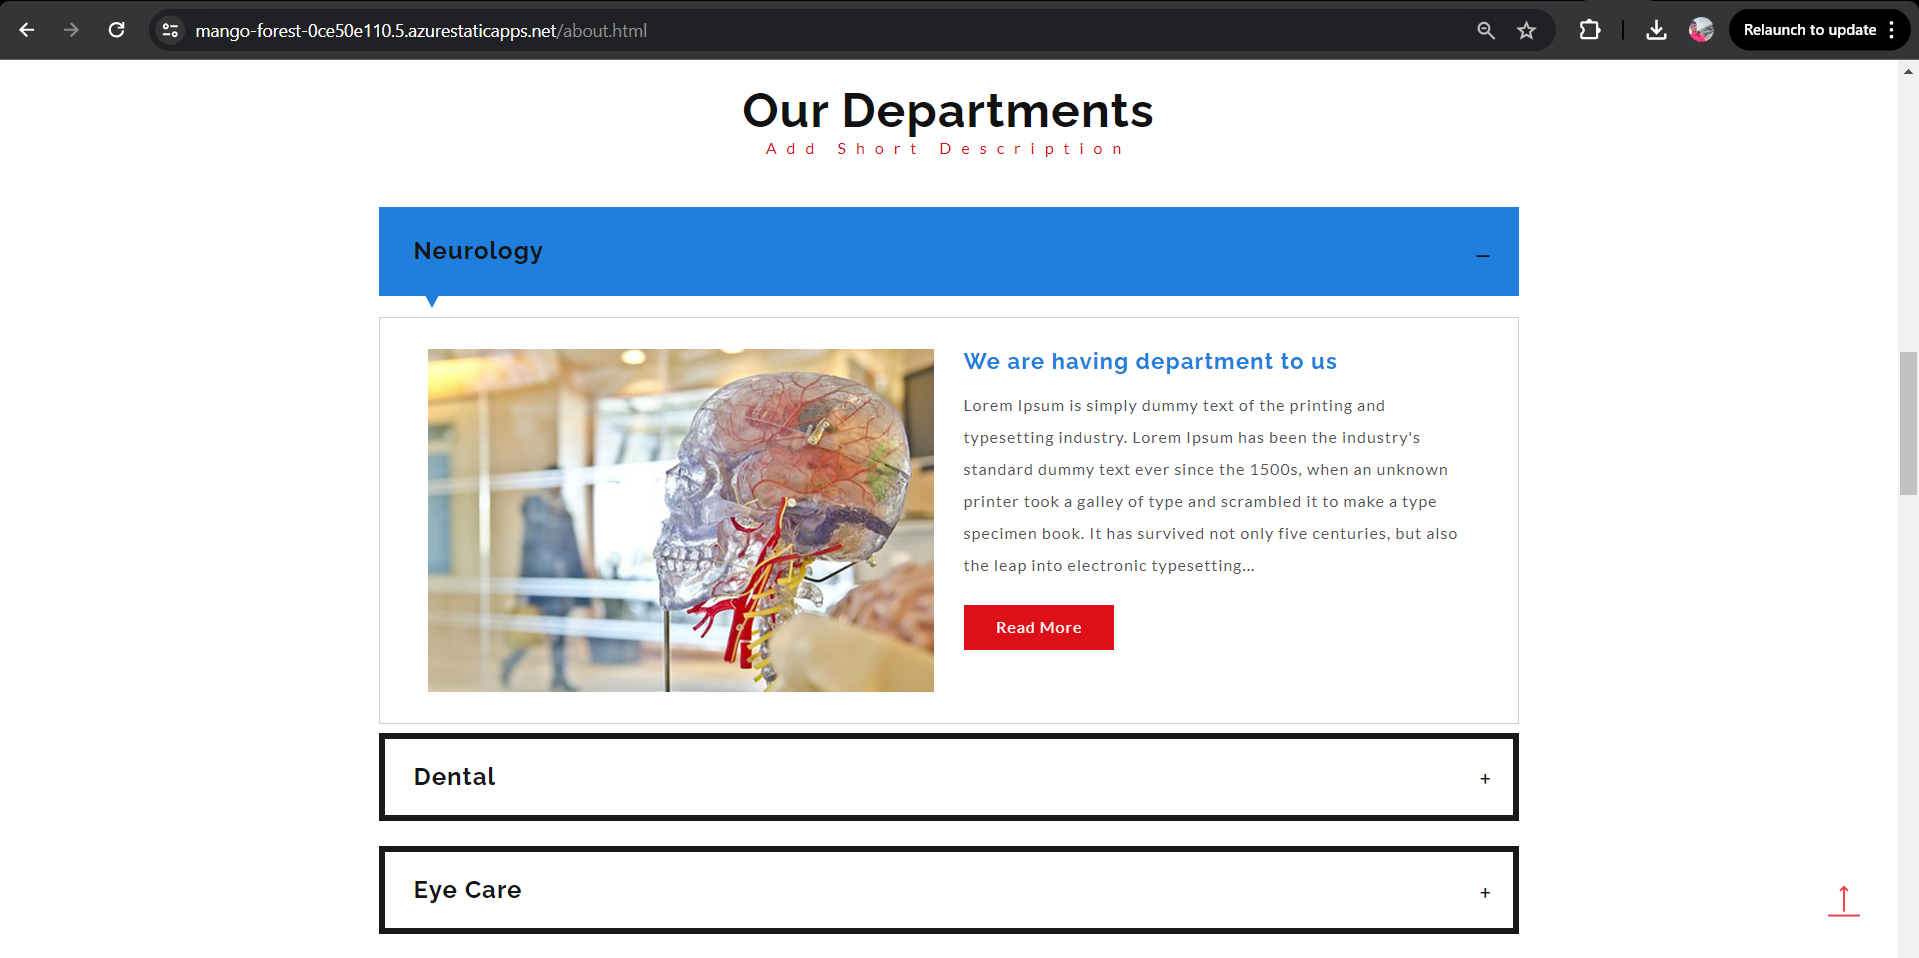 mango-forest-0ce50e110.5.azurestaticapps.net/about.html
Relaunch to update
Our Departments
Add Short Description
Neurology
We are having department to us
Lorem Ipsum is simply dummy text of the printing and
typesetting industry. Lorem Ipsum has been the industry's
standard dummy text ever since the 1500s, when an unknown
printer took a galley of type and scrambled it to make a type
specimen book. It has survived not only five centuries, but also
the leap into electronic typesetting...
Read More
Dental
+
Eye Care
+